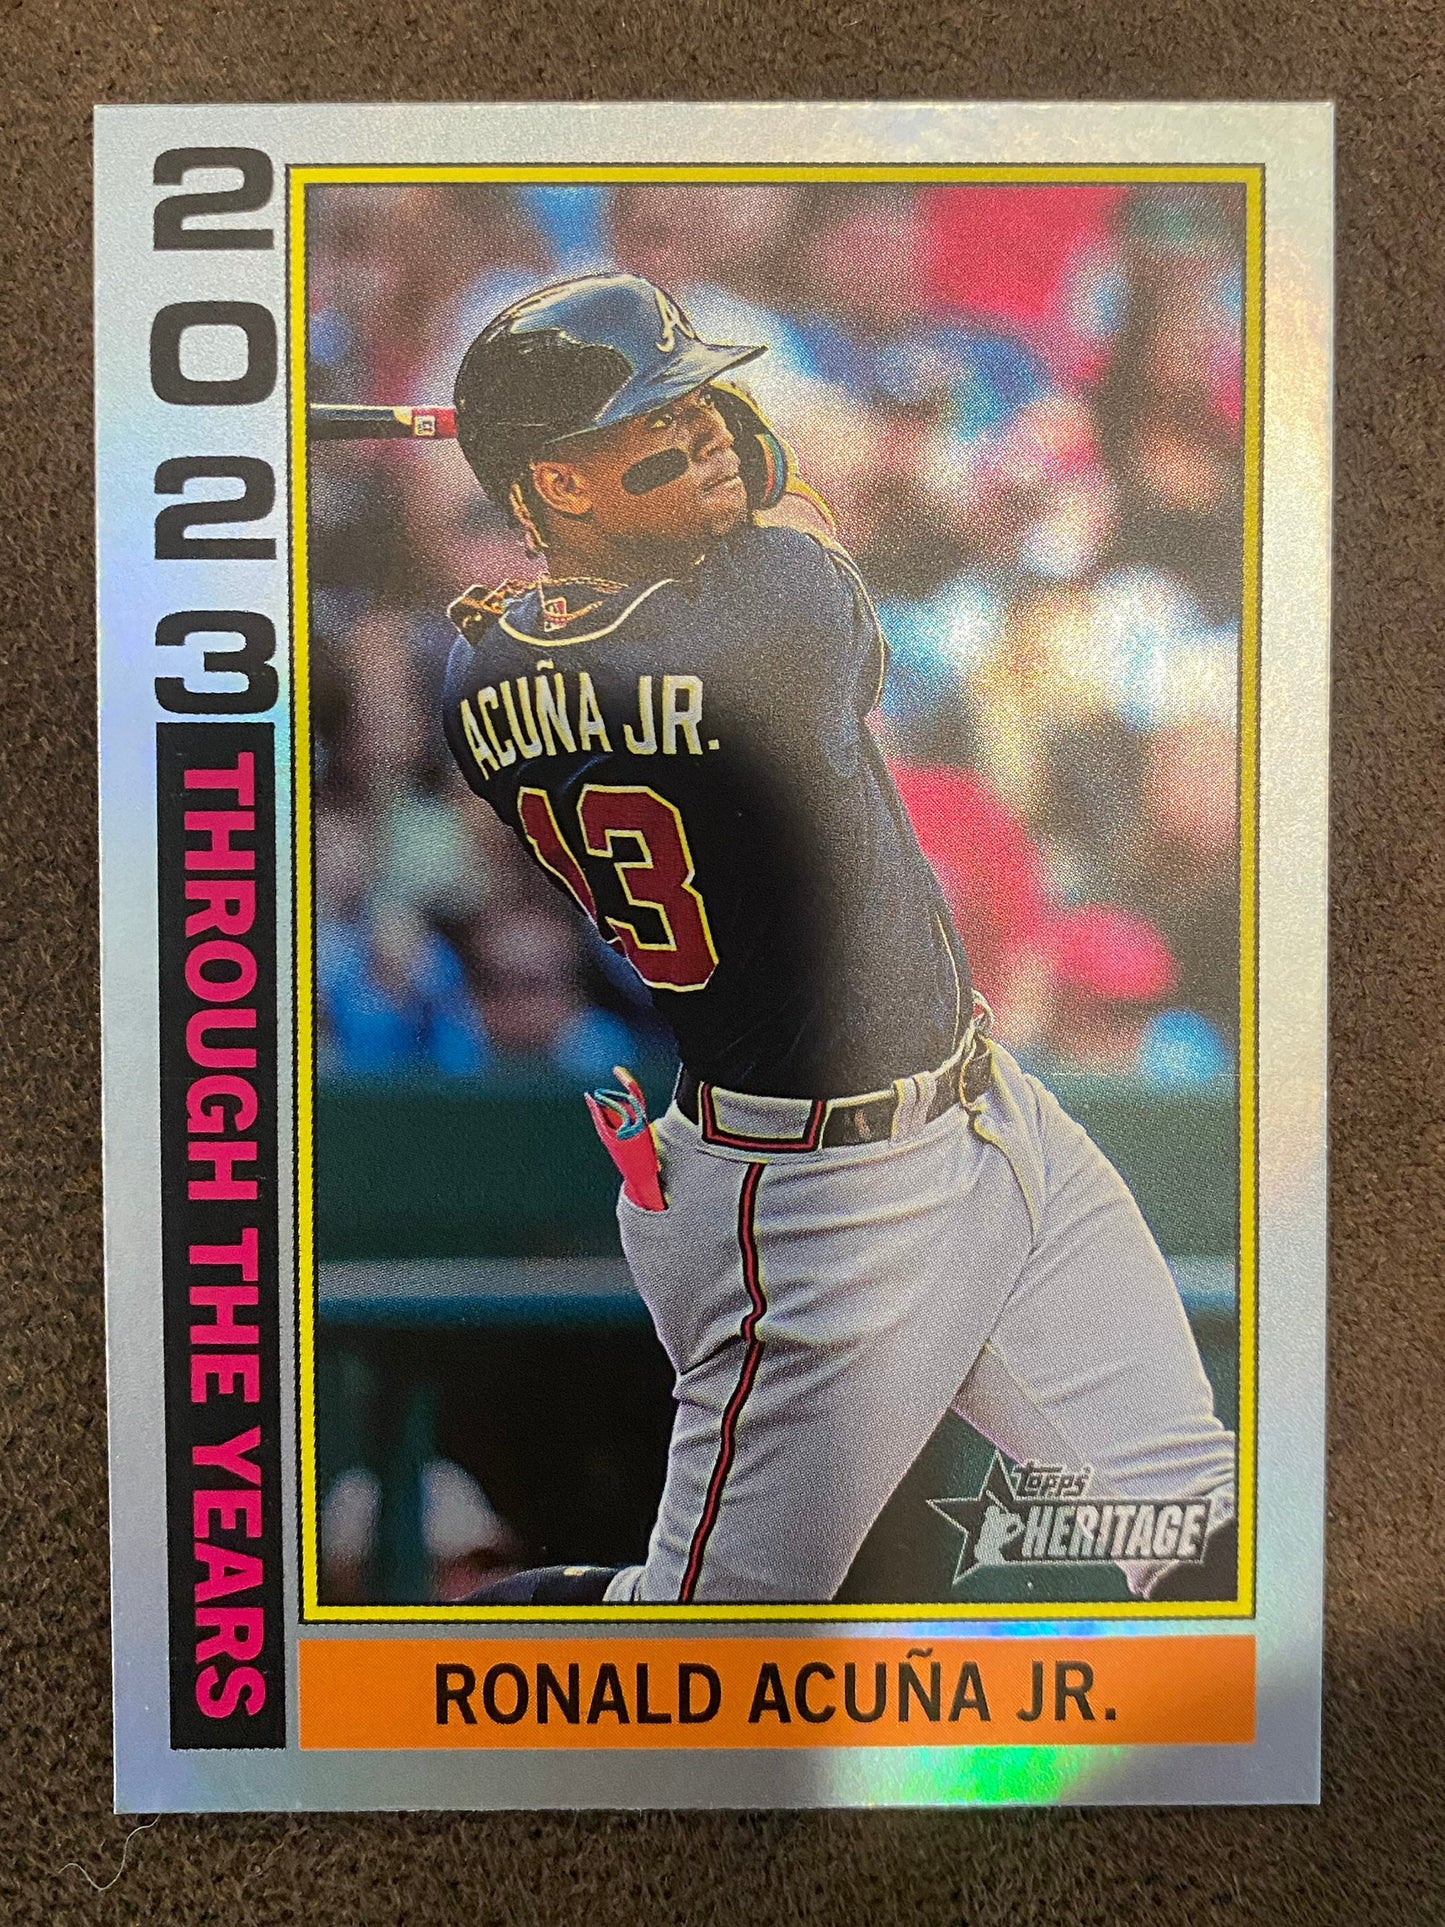 2023
THROUGH THE YEARS
ACUÑA JR.
13
Topps
HERITAGE
RONALD ACUÑA JR.